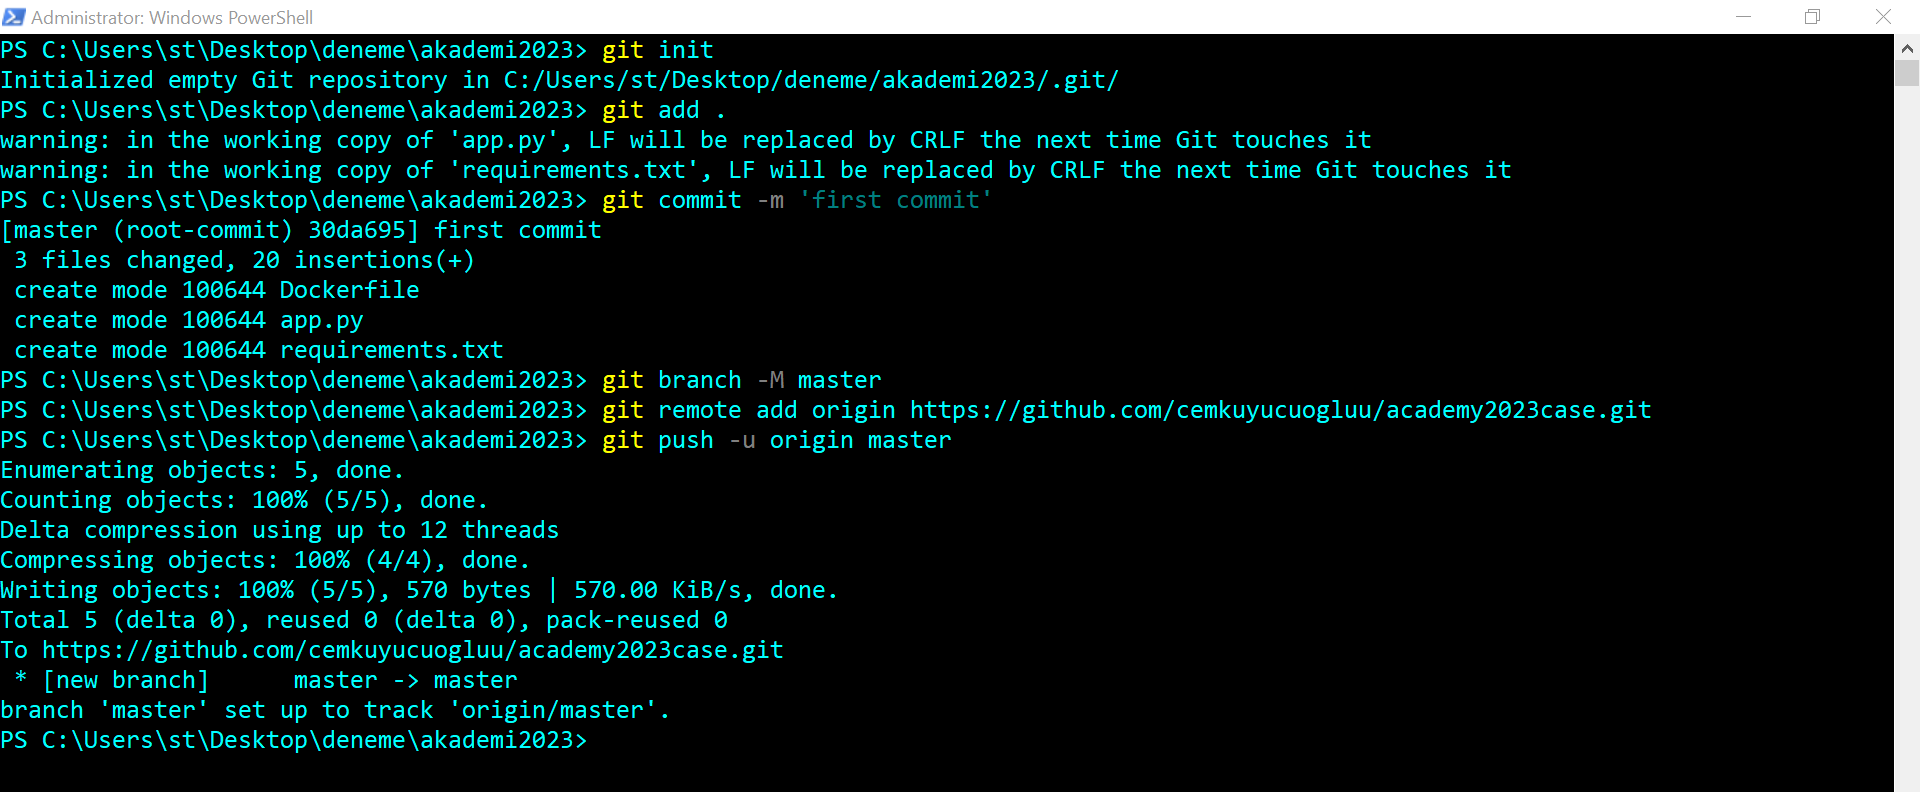 Administrator: Windows PowerShell
PS C:\Users\st\Desktop\deneme\akademi2023> git init
Initialized empty Git repository in C:/Users/st/Desktop/deneme/akademi2023/.git/
PS C:\Users\st\Desktop\deneme\akademi2023> git add .
warning: in the working copy of 'app.py', LF will be replaced by CRLF the next time Git touches it
warning: in the working copy of 'requirements.txt', LF will be replaced by CRLF the next time Git touches it
PS C:\Users\st\Desktop\deneme\akademi2023> git commit -m 'first commit'
[master (root-commit) 30da695] first commit
 3 files changed, 20 insertions(+)
 create mode 100644 Dockerfile
 create mode 100644 app.py
 create mode 100644 requirements.txt
PS C:\Users\st\Desktop\deneme\akademi2023> git branch -M master
PS C:\Users\st\Desktop\deneme\akademi2023> git remote add origin https://github.com/cemkuyucuogluu/academy2023case.git
PS C:\Users\st\Desktop\deneme\akademi2023> git push -u origin master
Enumerating objects: 5, done.
Counting objects: 100% (5/5), done.
Delta compression using up to 12 threads
Compressing objects: 100% (4/4), done.
Writing objects: 100% (5/5), 570 bytes | 570.00 KiB/s, done.
Total 5 (delta 0), reused 0 (delta 0), pack-reused 0
To https://github.com/cemkuyucuogluu/academy2023case.git
 * [new branch]      master -> master
branch 'master' set up to track 'origin/master'.
PS C:\Users\st\Desktop\deneme\akademi2023>